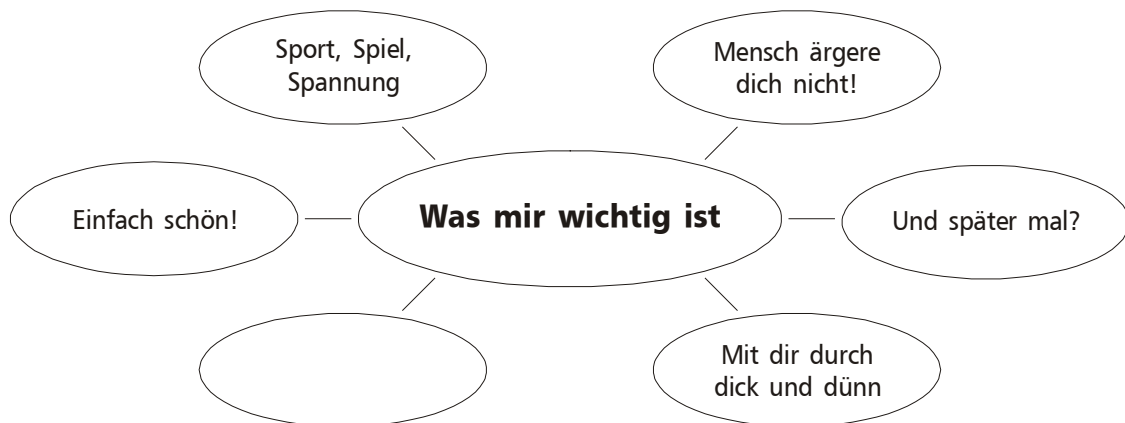 Sport, Spiel,
Spannung
Mensch ärgere
dich nicht!
Einfach schön!
Was mir wichtig ist
Und später mal?
Mit dir durch
dick und dünn